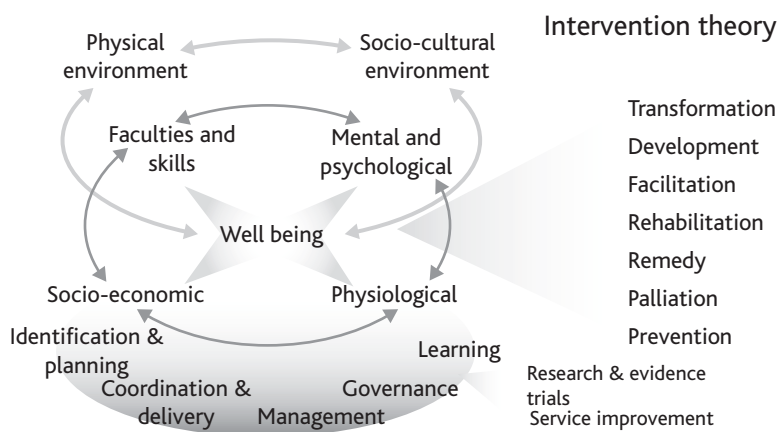 Intervention theory
Physical
environment
Socio-cultural
environment
Faculties and
skills
Mental and
psychological
Well being
Socio-economic
Physiological
Identification &
planning
Coordination &
delivery
Management
Governance
Learning
Transformation
Development
Facilitation
Rehabilitation
Remedy
Palliation
Prevention
Research & evidence
trials
Service improvement